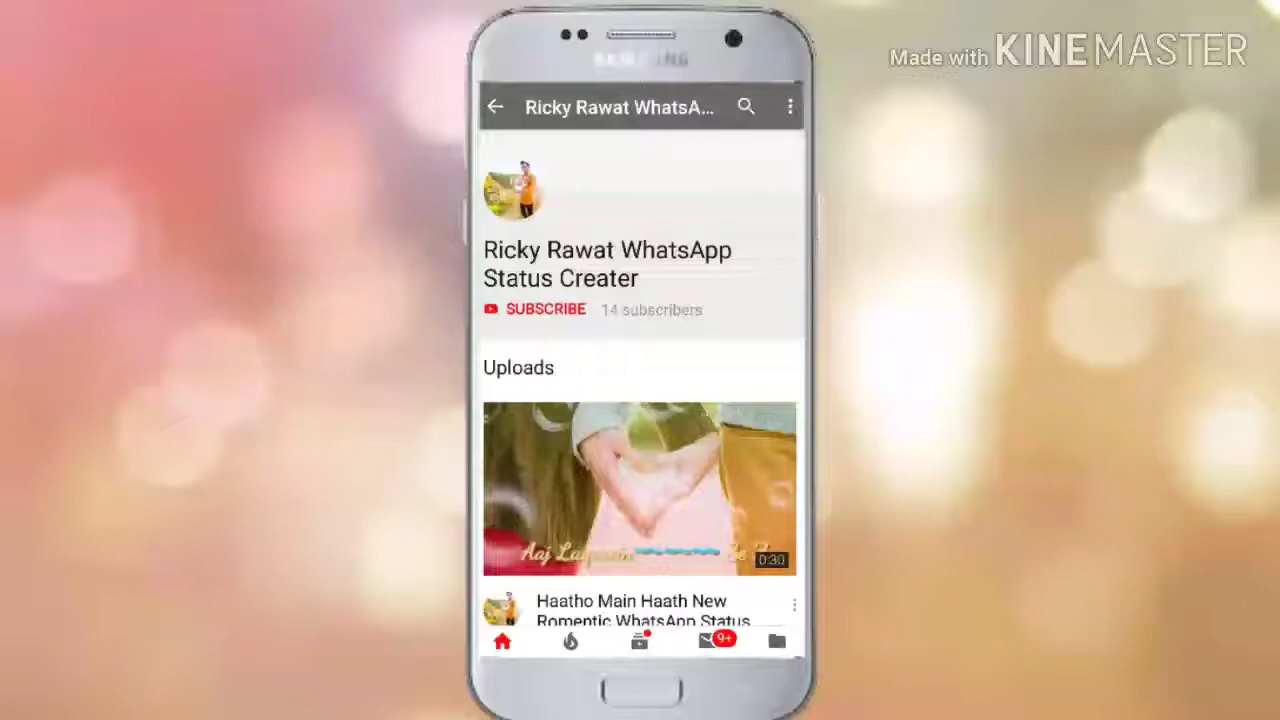 Made with KINEMASTER
SAMSUNG
Ricky Rawat WhatsA...
Ricky Rawat WhatsApp
Status Creater
SUBSCRIBE 14 subscribers
Uploads
Aaj
0:30
Haatho Main Haath New
Romentic WhatsApp Status
9+